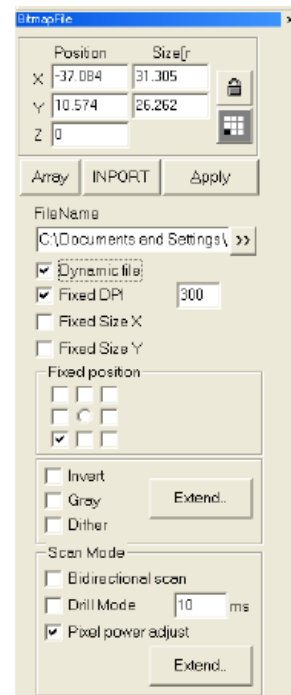 BitmapFile
Position Size[r
X -37.084 31.305
Y 10.574 26.262
Z 0
Array INPORT Apply
FileName
C:\Documents and Settings\ >>
Dynamic file
Fixed DPI 300
Fixed Size X
Fixed Size Y
Fixed position
Invert
Gray Extend..
Dither
Scan Mode
Bidirectional scan
Drill Mode 10 ms
Pixel power adjust
Extend..